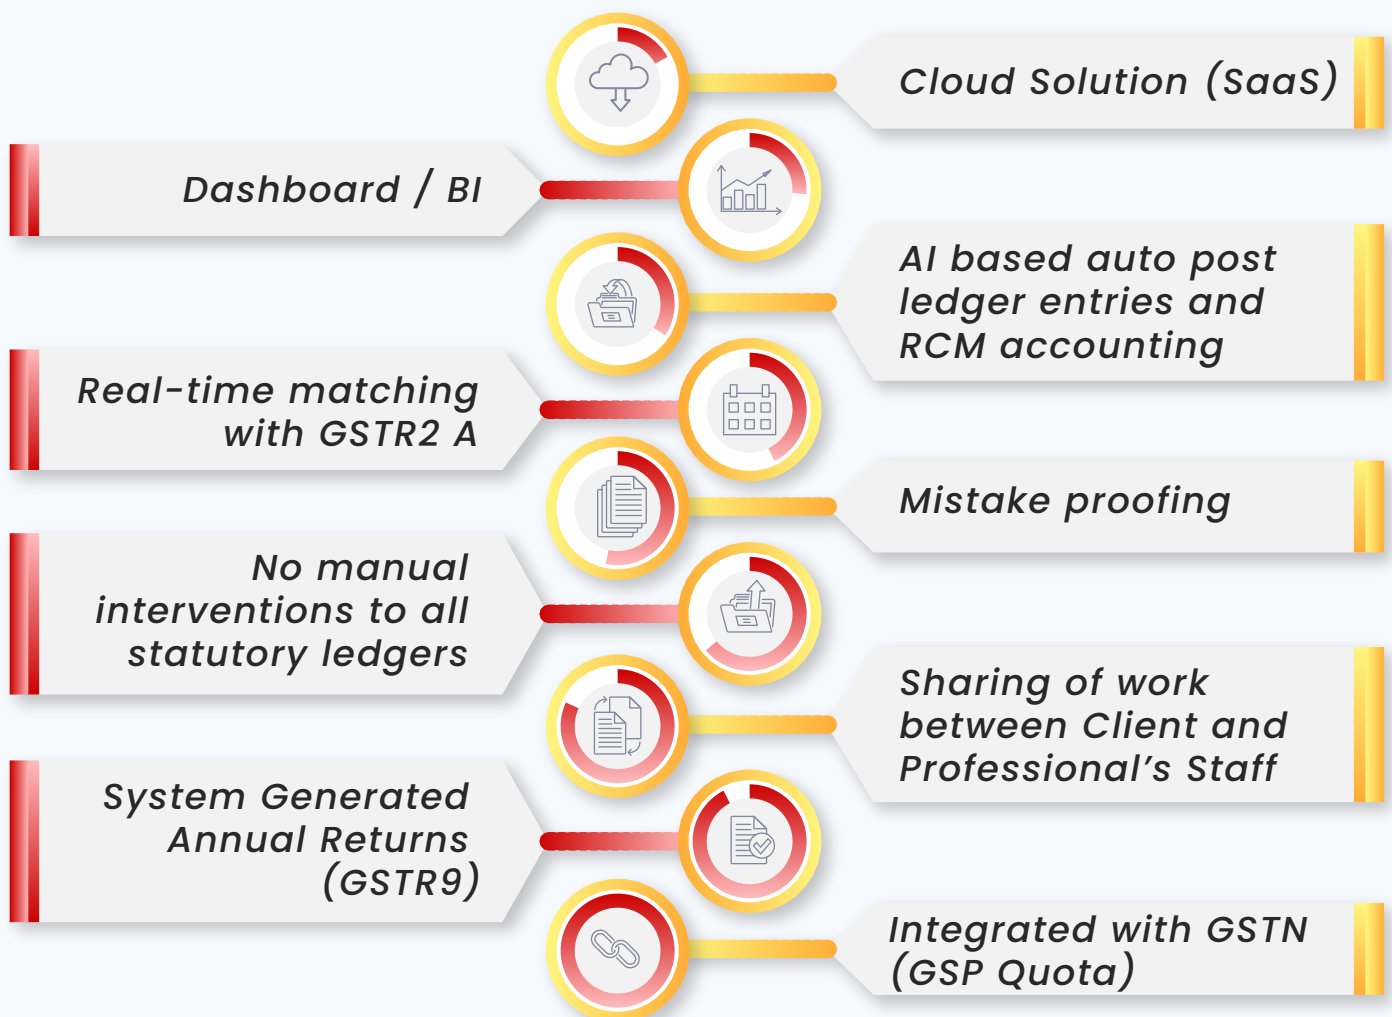 Cloud Solution (SaaS)
Dashboard / BI
AI based auto post
ledger entries and
RCM accounting
Real-time matching
with GSTR2 A
Mistake proofing
No manual
interventions to all
statutory ledgers
Sharing of work
between Client and
Professional’s Staff
System Generated
Annual Returns
(GSTR9)
Integrated with GSTN
(GSP Quota)